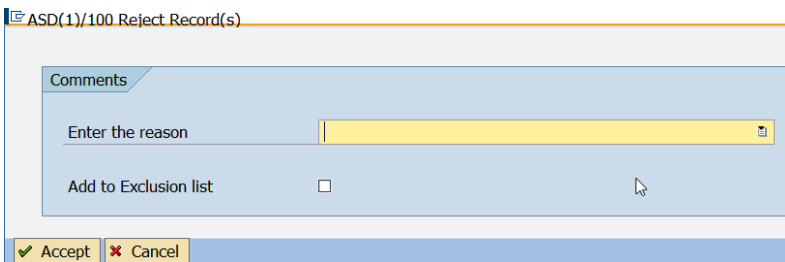 ASD(1)/100 Reject Record(s)
Comments
Enter the reason
Add to Exclusion list
Accept Cancel